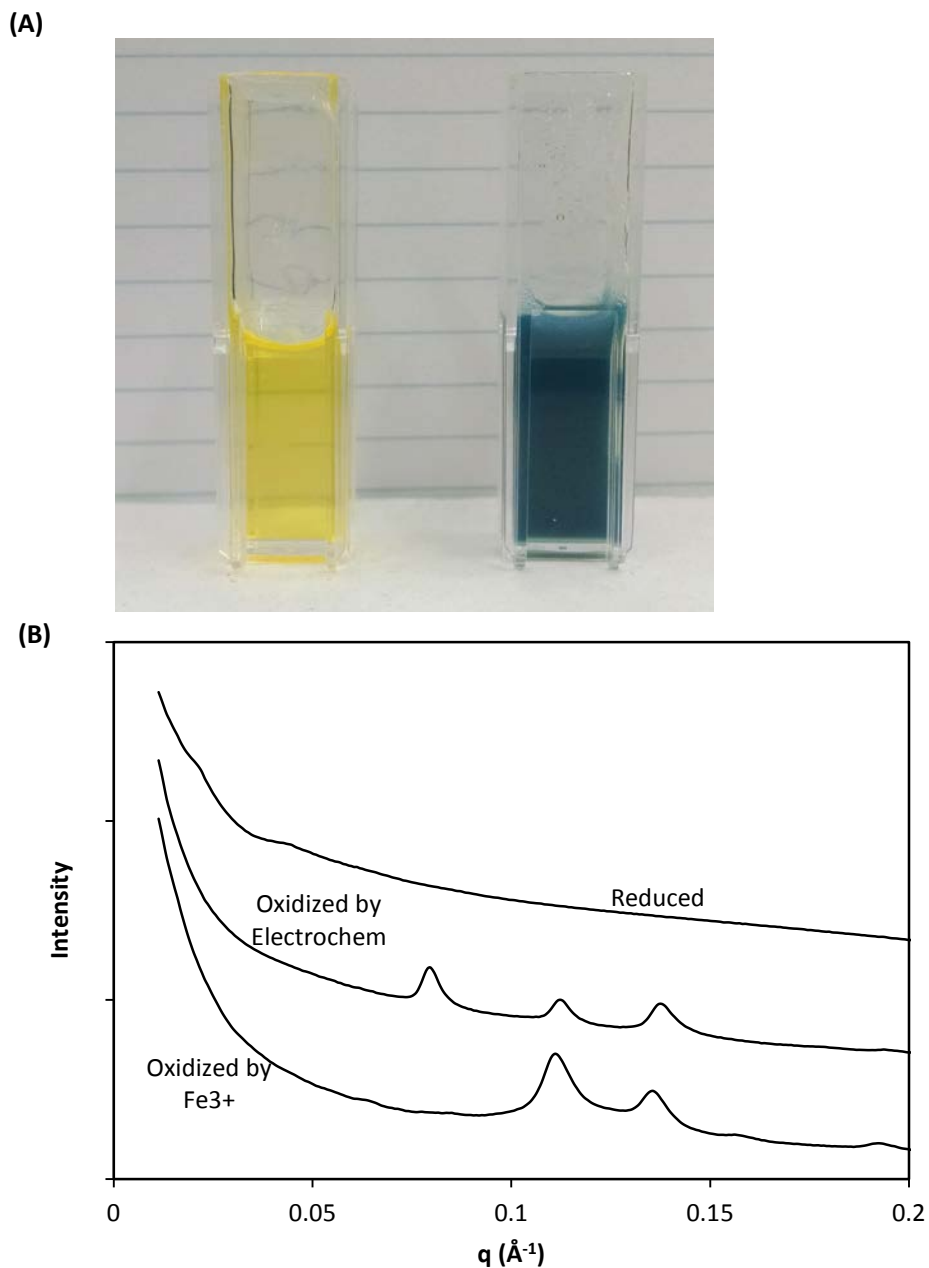 (A)
(B)
Intensity
Reduced
Oxidized by
Electrochem
Oxidized by
Fe3+
0
0.05
0.1
0.15
0.2
q (Å-1)